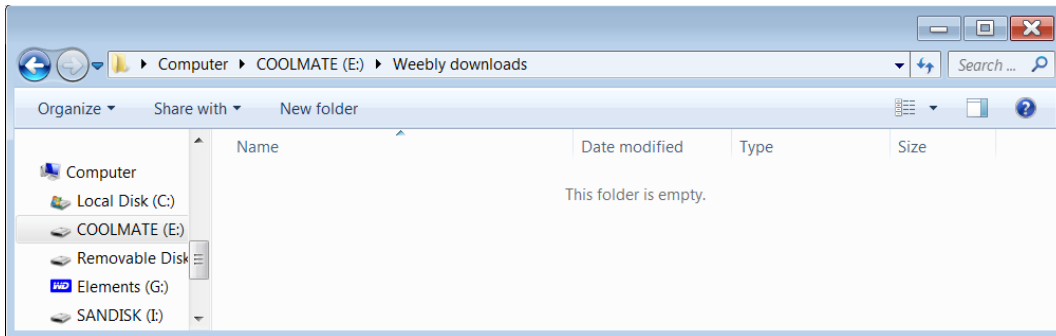 Computer COOLMATE (E:) Weebly downloads Search ...
Organize Share with New folder
Name Date modified Type Size
This folder is empty.
Computer
Local Disk (C:)
COOLMATE (E:)
Removable Disk
WD Elements (G:)
SANDISK (I:)